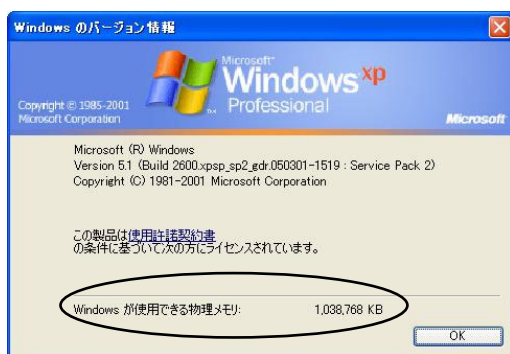 Windows のバージョン情報
Microsoft®
Windows xp
Professional
Copyright © 1985-2001
Microsoft Corporation
Microsoft
Microsoft (R) Windows
Version 5.1 (Build 2600.xpsp_sp2_gdr.050301-1519 : Service Pack 2)
Copyright (C) 1981-2001 Microsoft Corporation
この製品は使用許諾契約書
の条件に基づいて次の方にライセンスされています。
Windows が使用できる物理メモリ: 1,038,768 KB
OK